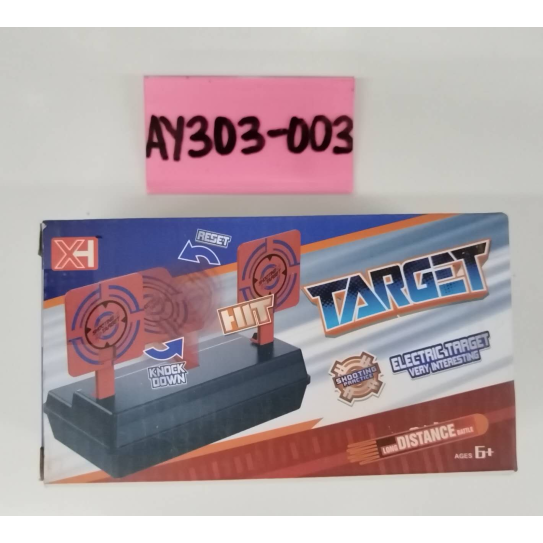 AY303-003
XH
RESET
HIT
KNOCK
DOWN
TARGET
SHOOTING
PRACTICE
ELECTRIC TARGET
VERY INTERESTING
LONG DISTANCE BATTLE
AGES 6+